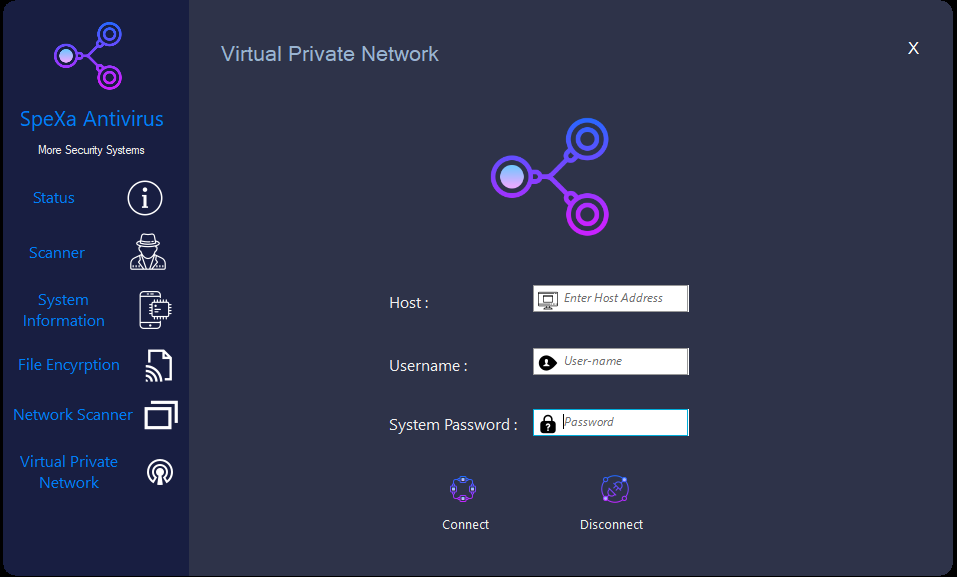 SpeXa Antivirus
More Security Systems
Status
Scanner
System
Information
File Encyrption
Network Scanner
Virtual Private
Network
Virtual Private Network
X
Host :
Enter Host Address
Username :
User-name
System Password :
Password
Connect
Disconnect